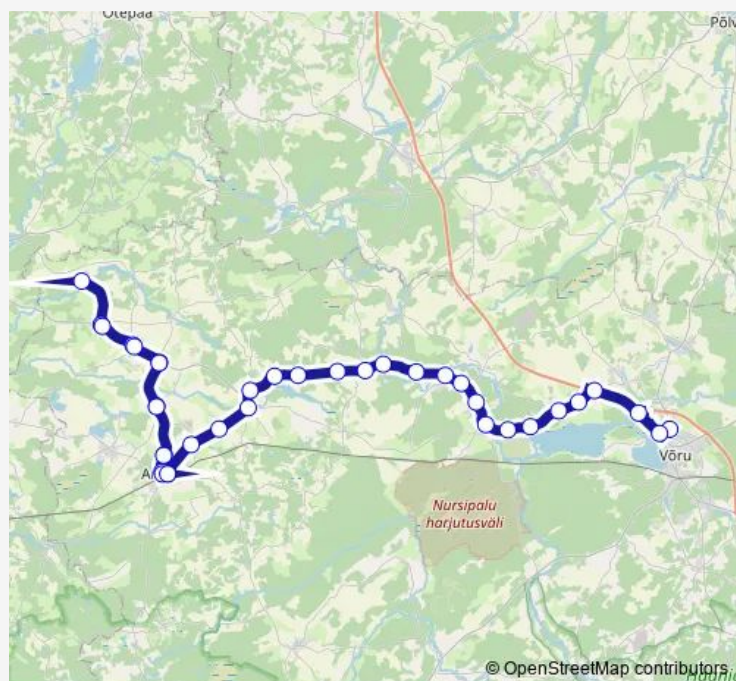 Otepää
Põlv
Nursipalu
harjutusväli
Võru
© OpenStreetMap contributors